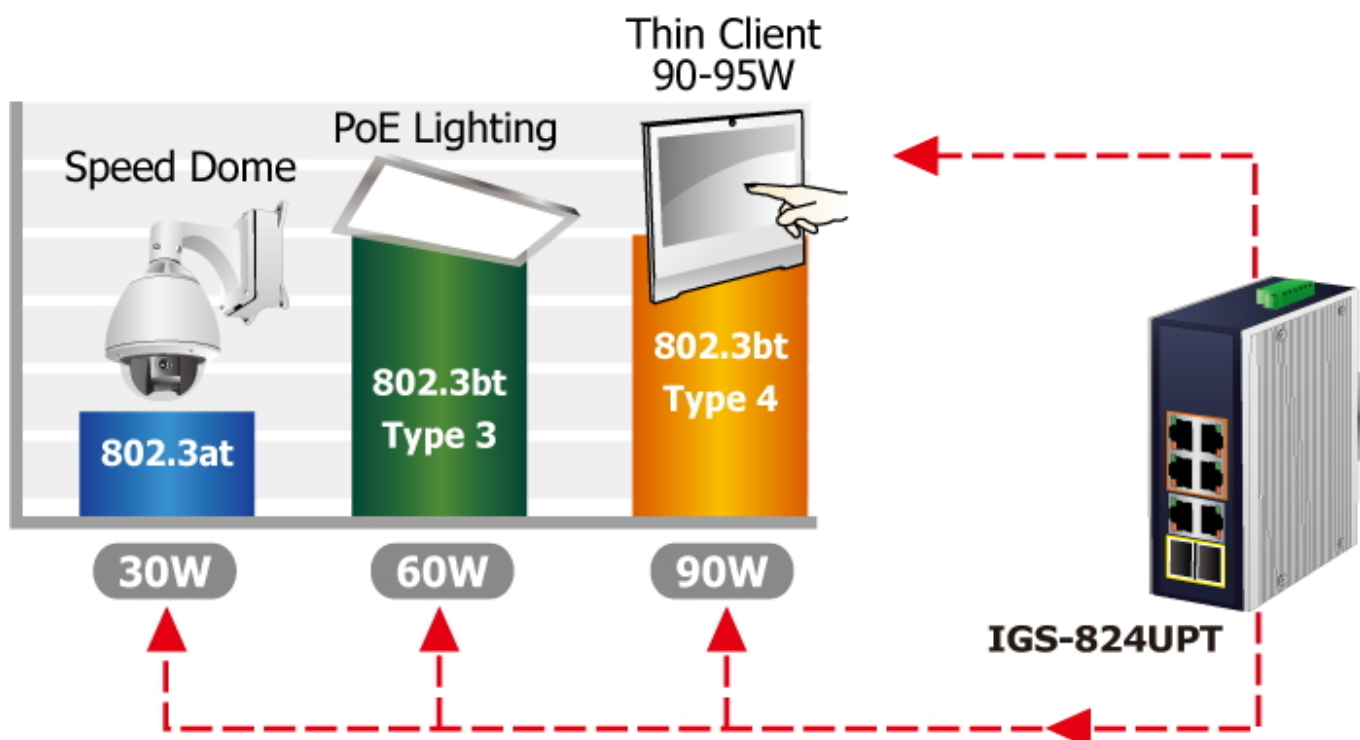 Thin Client
90-95W
PoE Lighting
Speed Dome
802.3at
802.3bt
Type 3
802.3bt
Type 4
30W
60W
90W
IGS-824UPT